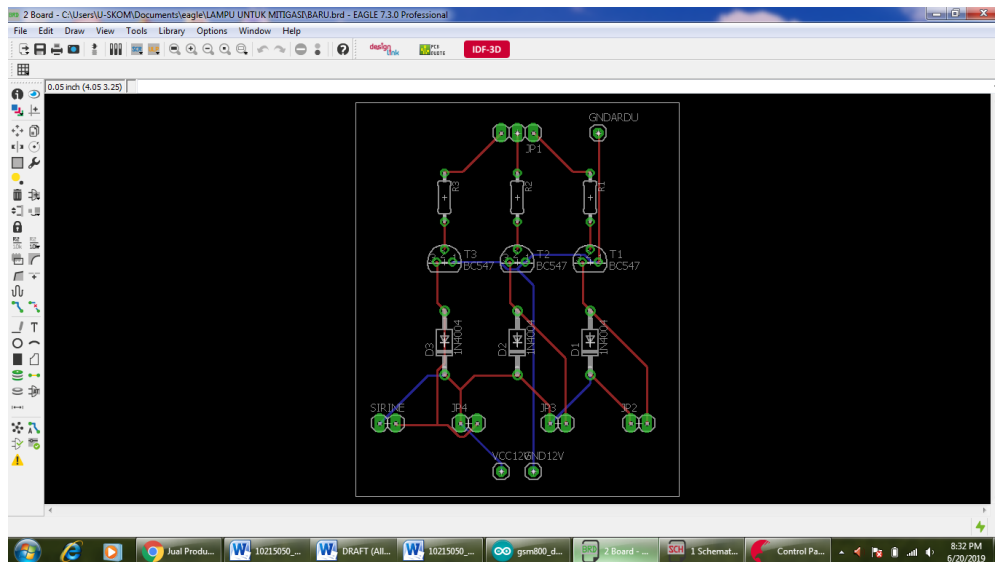 2 Board - C:\Users\U-SKOM\Documents\eagle\LAMPU UNTUK MITIGASI\BARU.brd - EAGLE 7.3.0 Professional
File Edit Draw View Tools Library Options Window Help
design link
PCB QUOTE
IDF-3D
0.05 inch (4.05 3.25)
GNDARDU
JP1
R3 R2 R1
T3 T2 T1
BC547 BC547 BC547
D3 1N4004 D2 1N4004 D1 1N4004
SIRINE JP4 JP3 JP2
VCC12V GND12V
Jual Produ... 10215050_... DRAFT (All... 10215050_... gsm800_d... 2 Board - ... 1 Schemat... Control Pa...
8:32 PM
6/20/2019